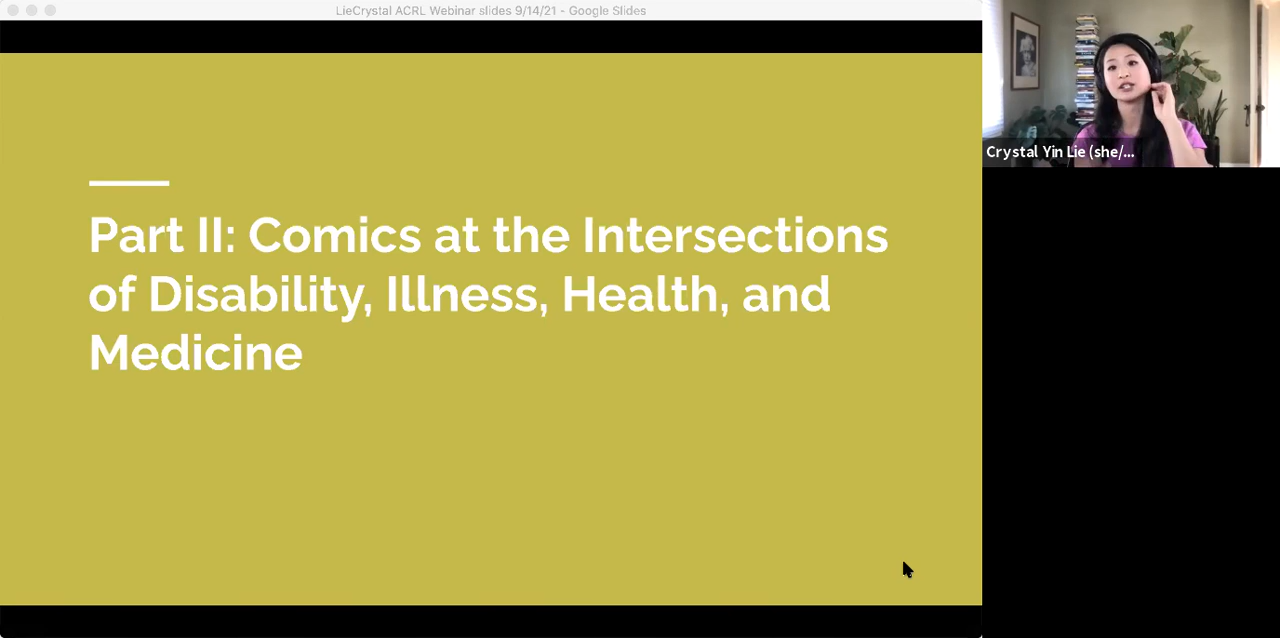 LieCrystal ACRL Webinar slides 9/14/21 - Google Slides
Part II: Comics at the Intersections
of Disability, Illness, Health, and
Medicine
Crystal Yin Lie (she/...